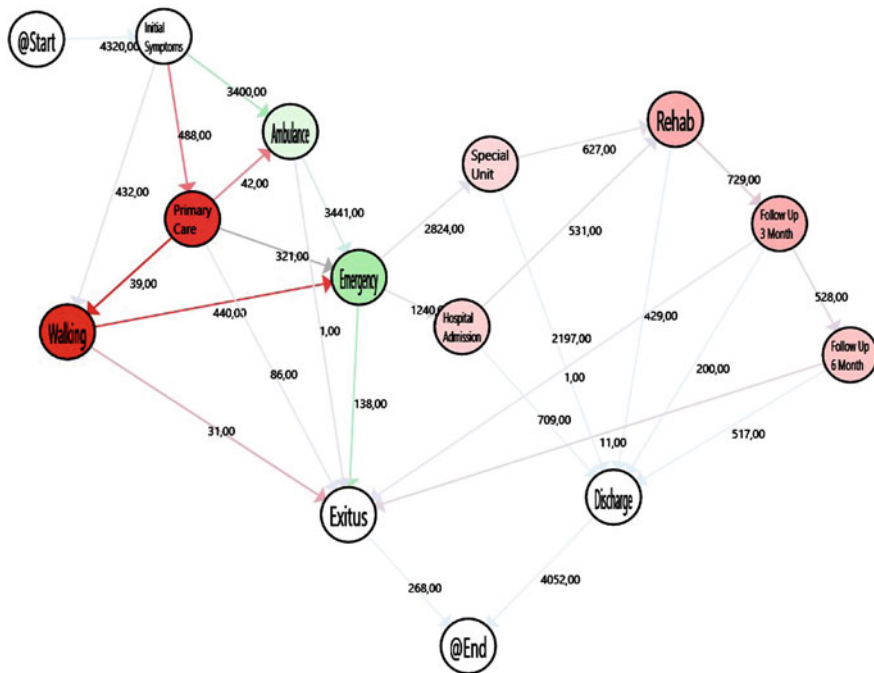 @Start
4320,00
Initial
Symptoms
3400,00
Ambulance
488,00
42,00
432,00
Primary
Care
3441,00
321,00
39,00
Emergency
Walking
440,00
1,00
86,00
138,00
31,00
Special
Unit
627,00
Rehab
2824,00
531,00
729,00
Follow Up
3 Month
1240,0
Hospital
Admission
429,00
528,00
2197,00
1,00
200,00
Follow Up
6 Month
709,00
11,00
517,00
Exitus
Discharge
268,00
4052,00
@End